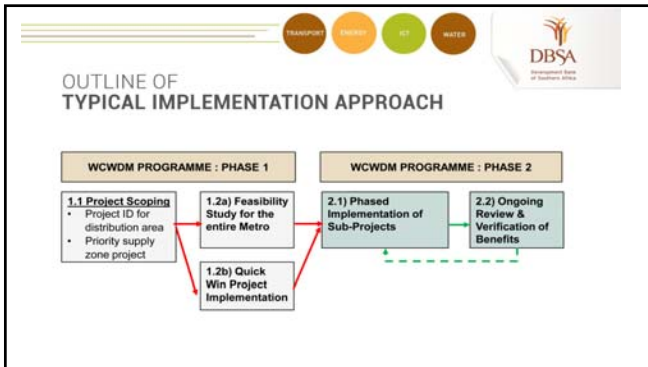 TRANSPORT
ENERGY
ICT
WATER
DBSA
Development Bank
of Southern Africa
OUTLINE OF
TYPICAL IMPLEMENTATION APPROACH
WCWDM PROGRAMME : PHASE 1
WCWDM PROGRAMME : PHASE 2
1.1 Project Scoping
• Project ID for
distribution area
• Priority supply
zone project
1.2a) Feasibility
Study for the
entire Metro
1.2b) Quick
Win Project
Implementation
2.1) Phased
Implementation of
Sub-Projects
2.2) Ongoing
Review &
Verification of
Benefits